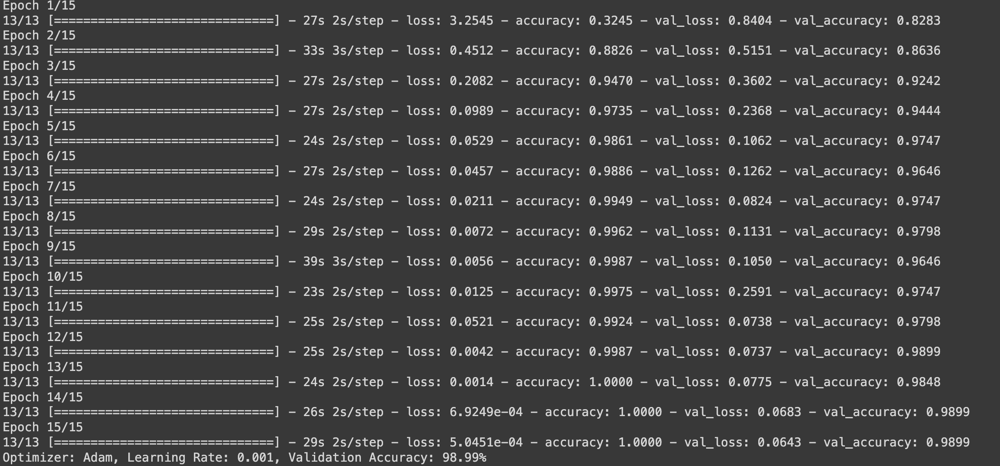 Epoch 1/15
13/13 [==============================] - 27s 2s/step - loss: 3.2545 - accuracy: 0.3245 - val_loss: 0.8404 - val_accuracy: 0.8283
Epoch 2/15
13/13 [==============================] - 33s 3s/step - loss: 0.4512 - accuracy: 0.8826 - val_loss: 0.5151 - val_accuracy: 0.8636
Epoch 3/15
13/13 [==============================] - 27s 2s/step - loss: 0.2082 - accuracy: 0.9470 - val_loss: 0.3602 - val_accuracy: 0.9242
Epoch 4/15
13/13 [==============================] - 27s 2s/step - loss: 0.0989 - accuracy: 0.9735 - val_loss: 0.2368 - val_accuracy: 0.9444
Epoch 5/15
13/13 [==============================] - 24s 2s/step - loss: 0.0529 - accuracy: 0.9861 - val_loss: 0.1062 - val_accuracy: 0.9747
Epoch 6/15
13/13 [==============================] - 27s 2s/step - loss: 0.0457 - accuracy: 0.9886 - val_loss: 0.1262 - val_accuracy: 0.9646
Epoch 7/15
13/13 [==============================] - 24s 2s/step - loss: 0.0211 - accuracy: 0.9949 - val_loss: 0.0824 - val_accuracy: 0.9747
Epoch 8/15
13/13 [==============================] - 29s 2s/step - loss: 0.0072 - accuracy: 0.9962 - val_loss: 0.1131 - val_accuracy: 0.9798
Epoch 9/15
13/13 [==============================] - 39s 3s/step - loss: 0.0056 - accuracy: 0.9987 - val_loss: 0.1050 - val_accuracy: 0.9646
Epoch 10/15
13/13 [==============================] - 23s 2s/step - loss: 0.0125 - accuracy: 0.9975 - val_loss: 0.2591 - val_accuracy: 0.9747
Epoch 11/15
13/13 [==============================] - 25s 2s/step - loss: 0.0521 - accuracy: 0.9924 - val_loss: 0.0738 - val_accuracy: 0.9798
Epoch 12/15
13/13 [==============================] - 25s 2s/step - loss: 0.0042 - accuracy: 0.9987 - val_loss: 0.0737 - val_accuracy: 0.9899
Epoch 13/15
13/13 [==============================] - 24s 2s/step - loss: 0.0014 - accuracy: 1.0000 - val_loss: 0.0775 - val_accuracy: 0.9848
Epoch 14/15
13/13 [==============================] - 26s 2s/step - loss: 6.9249e-04 - accuracy: 1.0000 - val_loss: 0.0683 - val_accuracy: 0.9899
Epoch 15/15
13/13 [==============================] - 29s 2s/step - loss: 5.0451e-04 - accuracy: 1.0000 - val_loss: 0.0643 - val_accuracy: 0.9899
Optimizer: Adam, Learning Rate: 0.001, Validation Accuracy: 98.99%